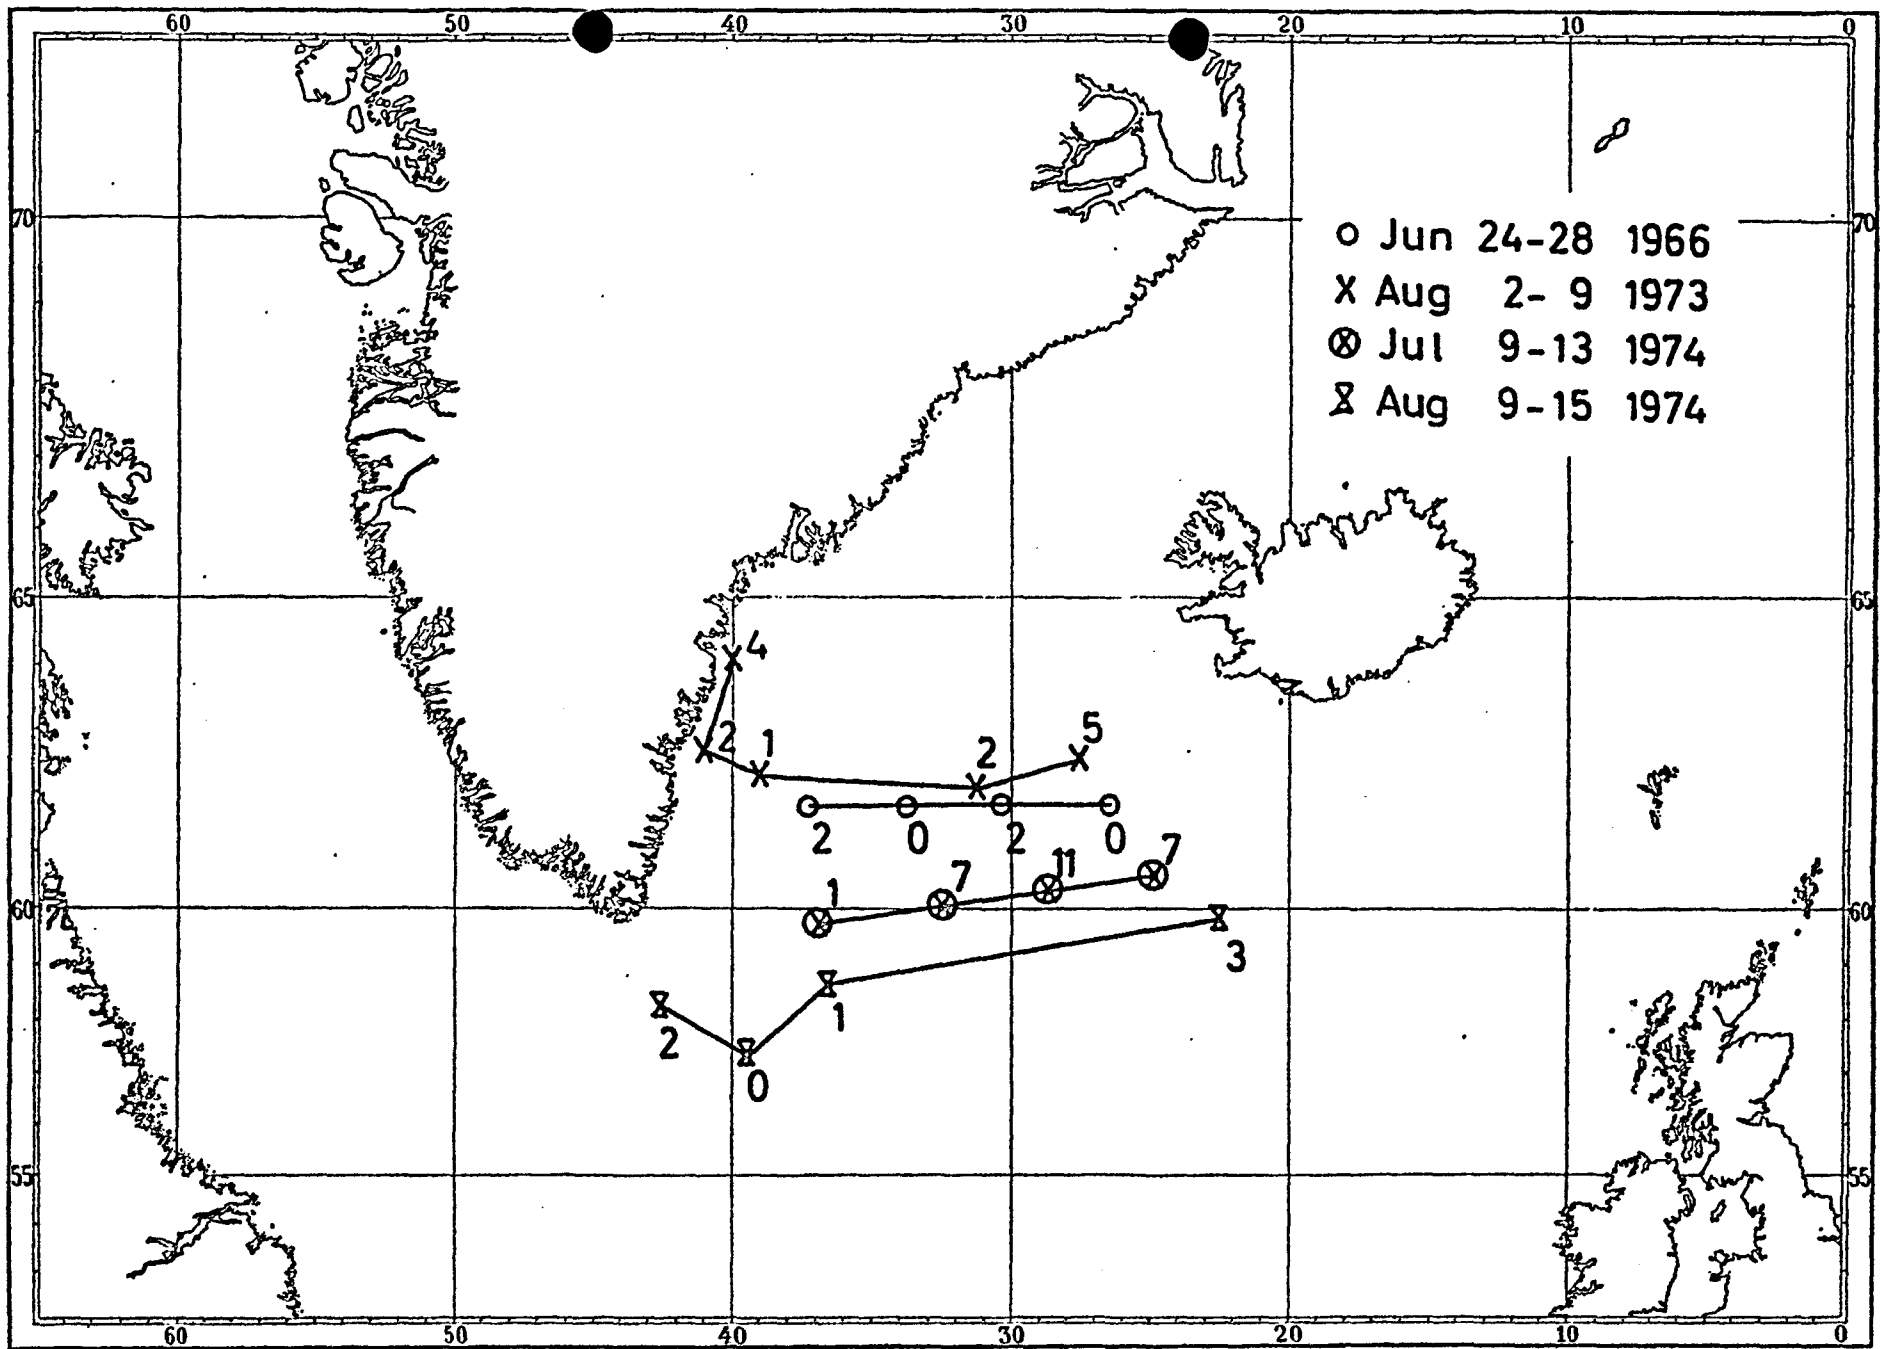 60 50 40 30 20 10 0
70 70
O Jun 24-28 1966
X Aug 2- 9 1973
⊗ Jul 9-13 1974
Aug 9-15 1974
65 65
4
2 1 2 5
2 0 2 0
1 7 11 7
60 60
3
2 1
0
55 55
60 50 40 30 20 10 0